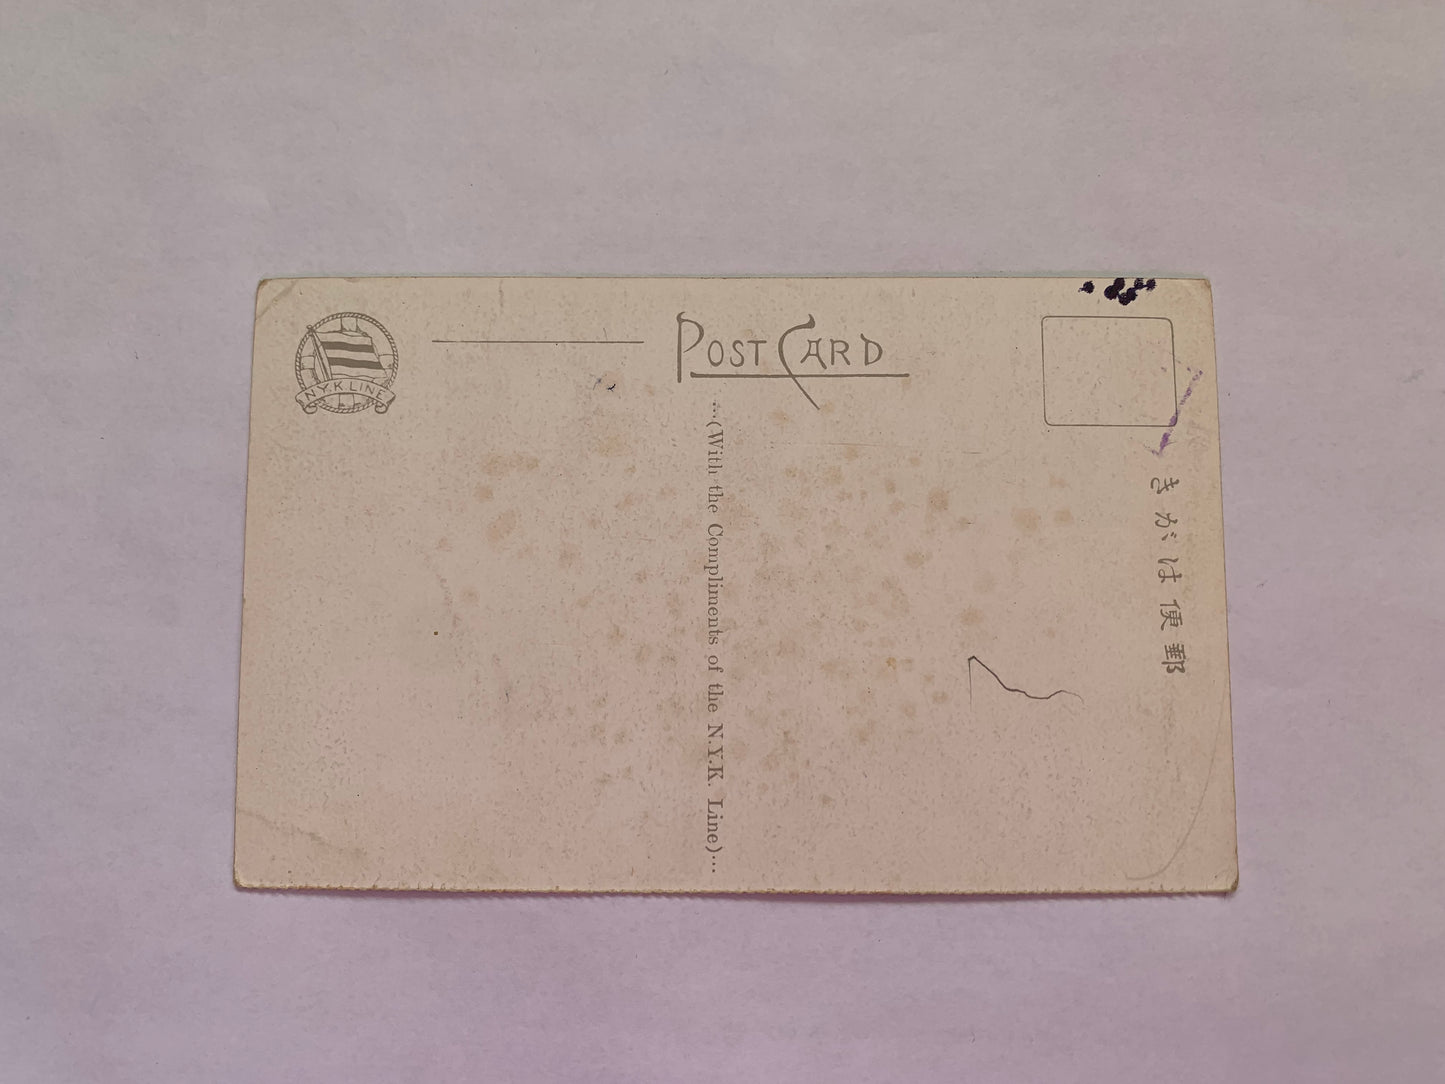 N.Y.K. LINE
POST CARD
...(With the Compliments of the N.Y.K. Line)...
郵便はがき